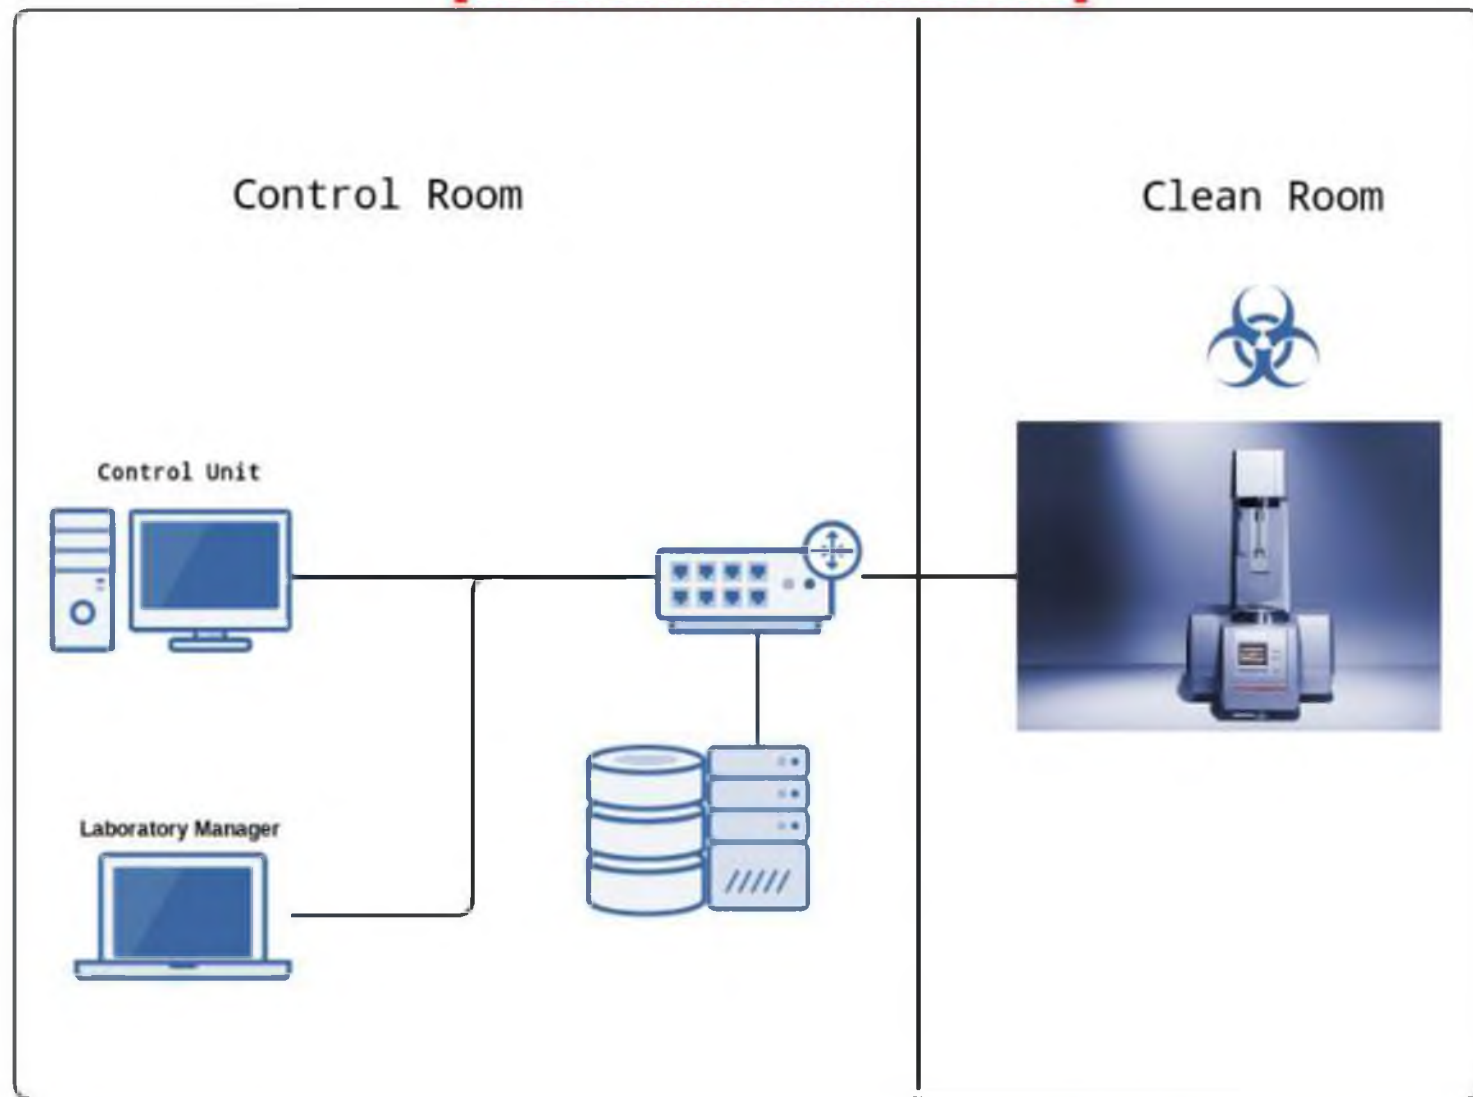 Control Room
Clean Room
Control Unit
Laboratory Manager